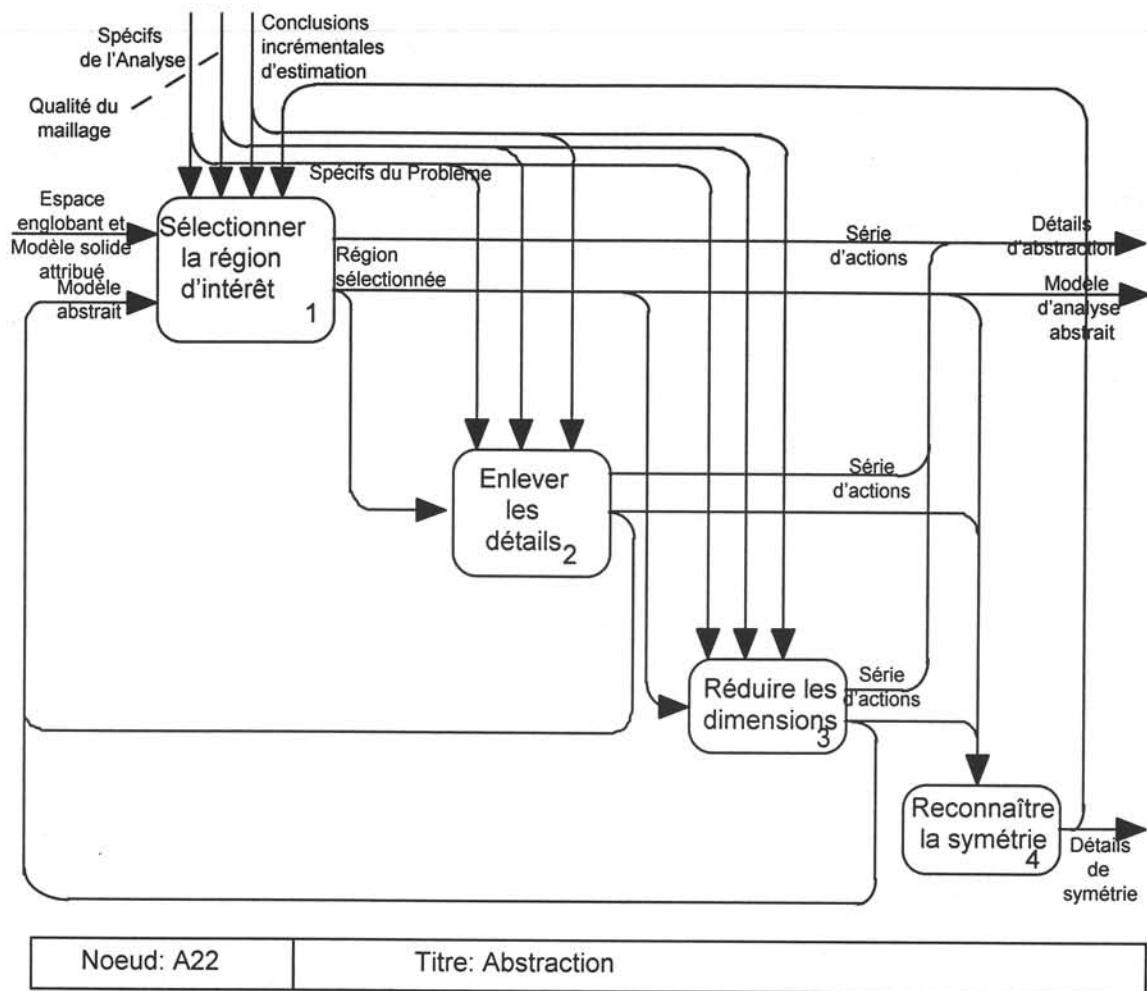 Spécifs
de l'Analyse
Conclusions
incrémentales
d'estimation
Qualité du
maillage
Spécifs du Problème
Espace
englobant et
Modèle solide
attribué
Modèle
abstrait
Sélectionner
la région
d'intérêt
1
Région
sélectionnée
Série
d'actions
Détails
d'abstraction
Modèle
d'analyse
abstrait
Enlever
les
détails
2
Série
d'actions
Réduire les
dimensions
3
Série
d'actions
Reconnaître
la symétrie
4
Détails
de
symétrie
Noeud: A22
Titre: Abstraction